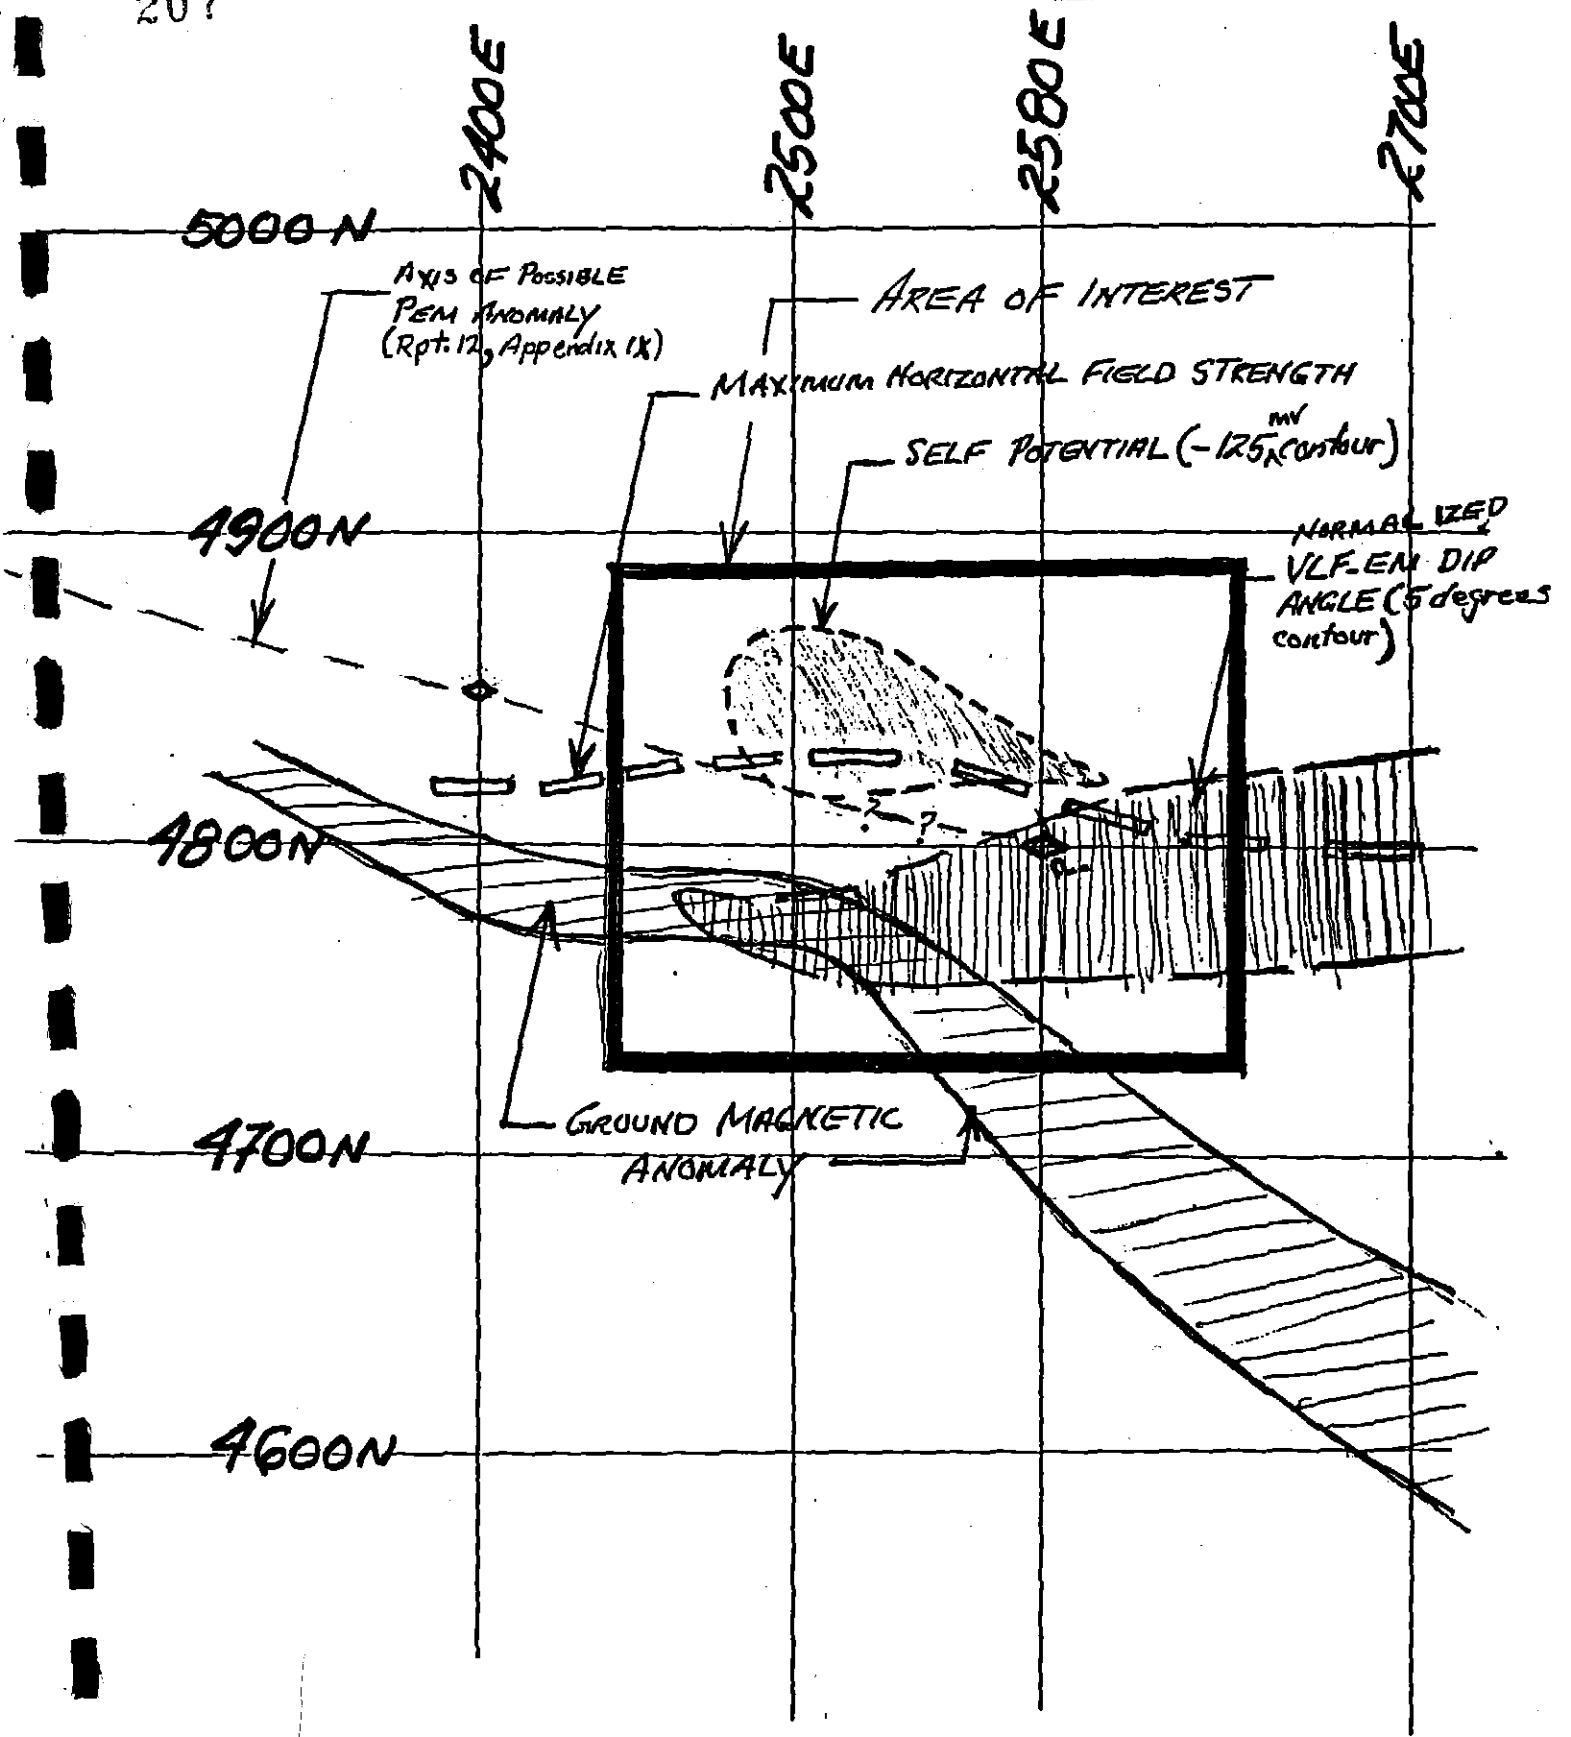 20?
2400E
2500E
2580E
2700E
5000N
AXIS OF POSSIBLE
PEM ANOMALY
(Rpt. 12, Appendix IX)
AREA OF INTEREST
MAXIMUM HORIZONTAL FIELD STRENGTH
mv
SELF POTENTIAL (-125^contour)
4900N
NORMALIZED
VLF-EM DIP
ANGLE (5 degrees
contour)
? ?
4800N
GROUND MAGNETIC
ANOMALY
4700N
4600N